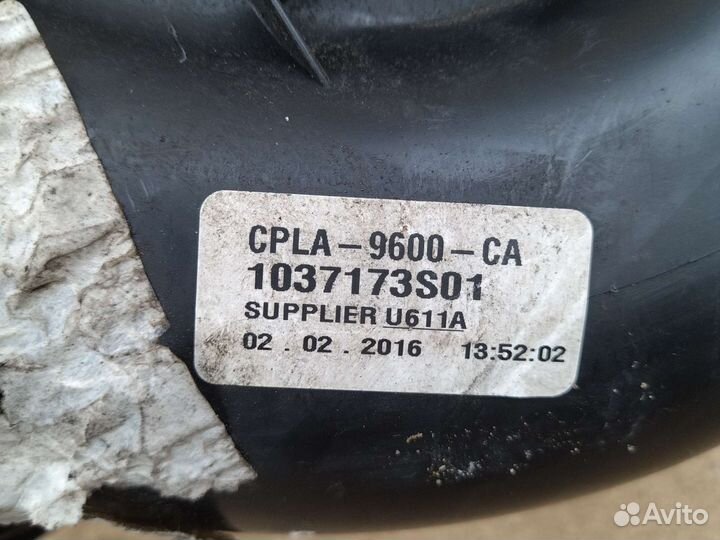 CPLA-9600-CA
1037173S01
SUPPLIER U611A
02.02.2016 13:52:02
Avito